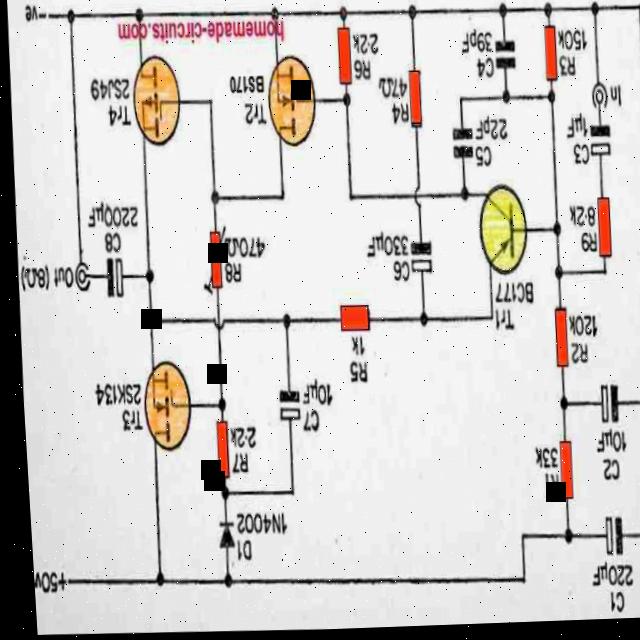 +50v
C1
220µF
D1
1N4002
33k
C2
10µF
R7
2·2k
C7
10µF
Tr3
2SK134
R5
1k
R2
120k
Tr1
BC177
Out (8Ω)
C8
2200µF
R8
470Ω
C6
330µF
R9
8·2k
C5
22pF
C3
1µF
In
Tr4
2SJ49
Tr2
BS170
R6
2·2k
R4
47Ω
C4
39pF
R3
150k
homemade-circuits.com
-ve